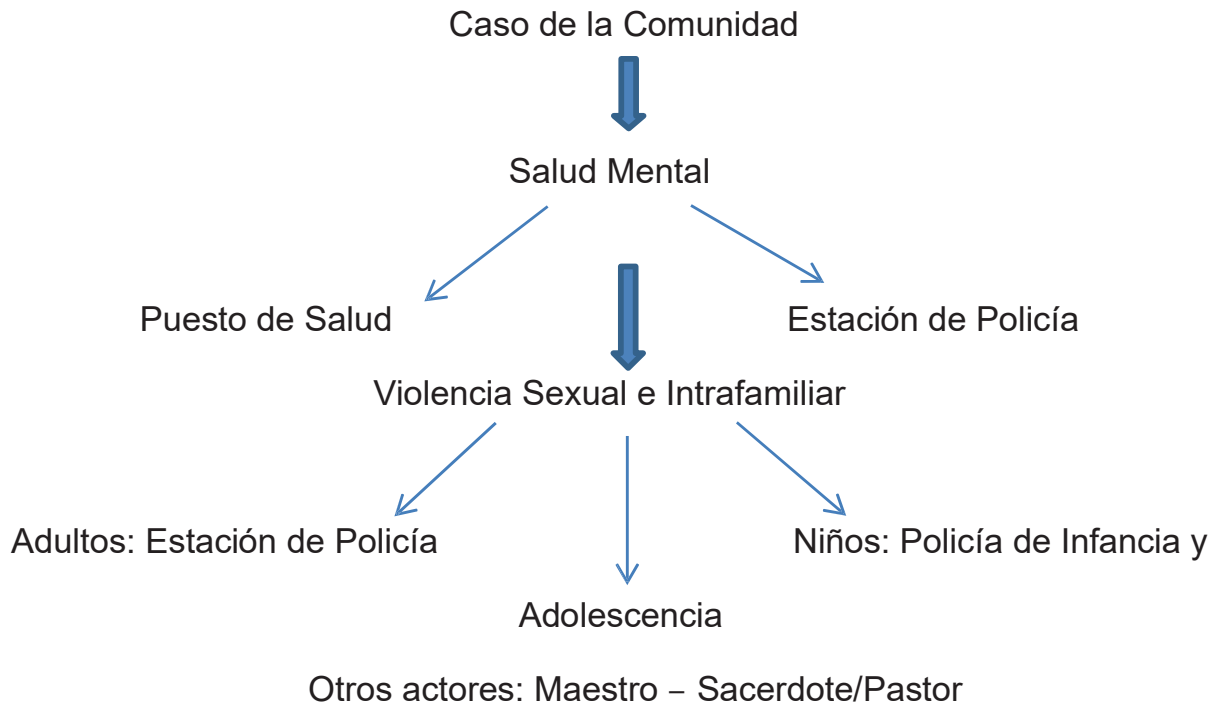 Caso de la Comunidad
Salud Mental
Puesto de Salud
Estación de Policía
Violencia Sexual e Intrafamiliar
Adultos: Estación de Policía
Niños: Policía de Infancia y
Adolescencia
Otros actores: Maestro – Sacerdote/Pastor